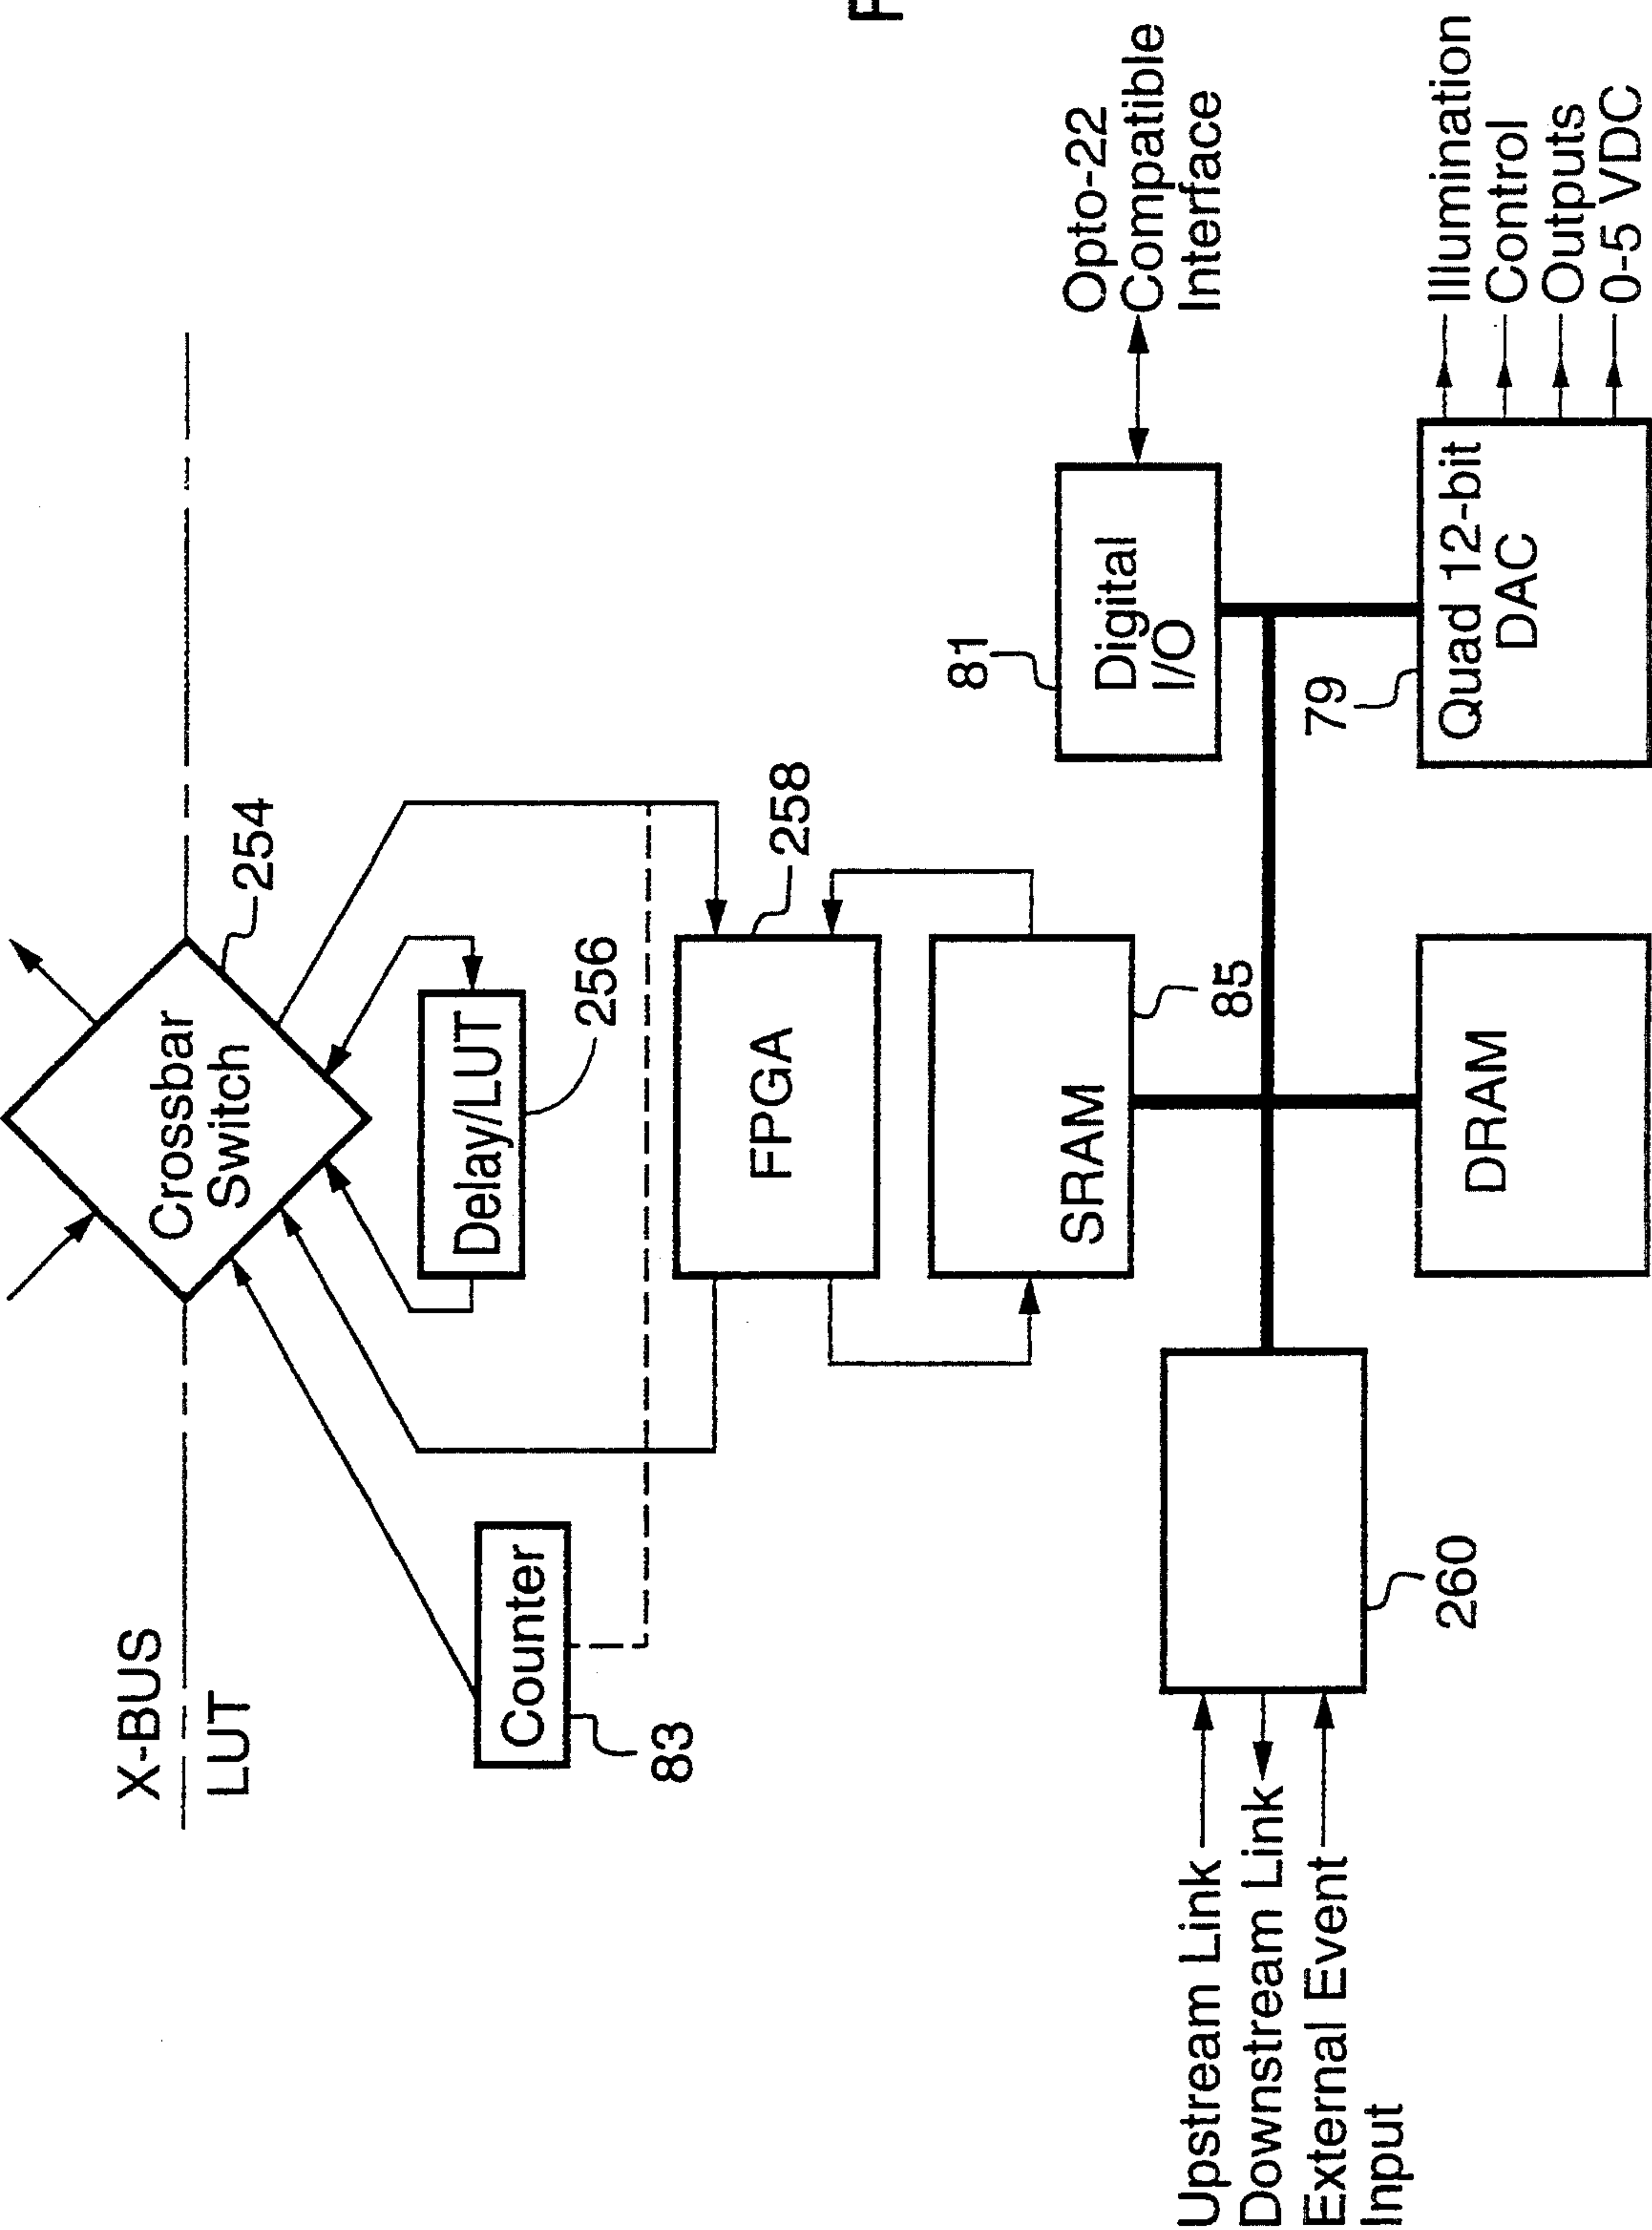 X-BUS
LUT
Crossbar
Switch
254
Counter
83
Delay/LUT
256
FPGA
258
SRAM
85
Upstream Link
Downstream Link
External Event
Input
260
DRAM
81
Digital
I/O
Opto-22
Compatible
Interface
79
Quad 12-bit
DAC
Illumination
Control
Outputs
0-5 VDC